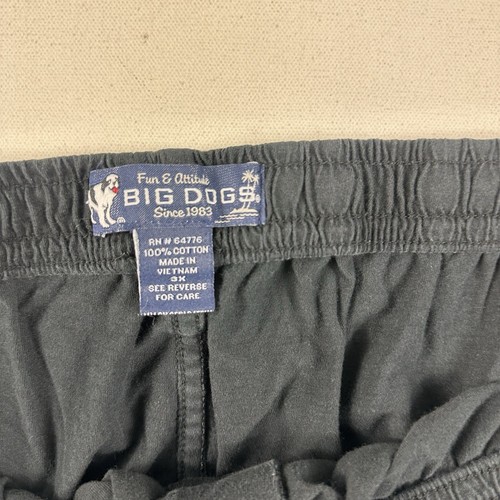 Fun & Attitude
BIG DOGS
Since 1983
RN # 64776
100% COTTON
MADE IN
VIETNAM
3X
SEE REVERSE
FOR CARE